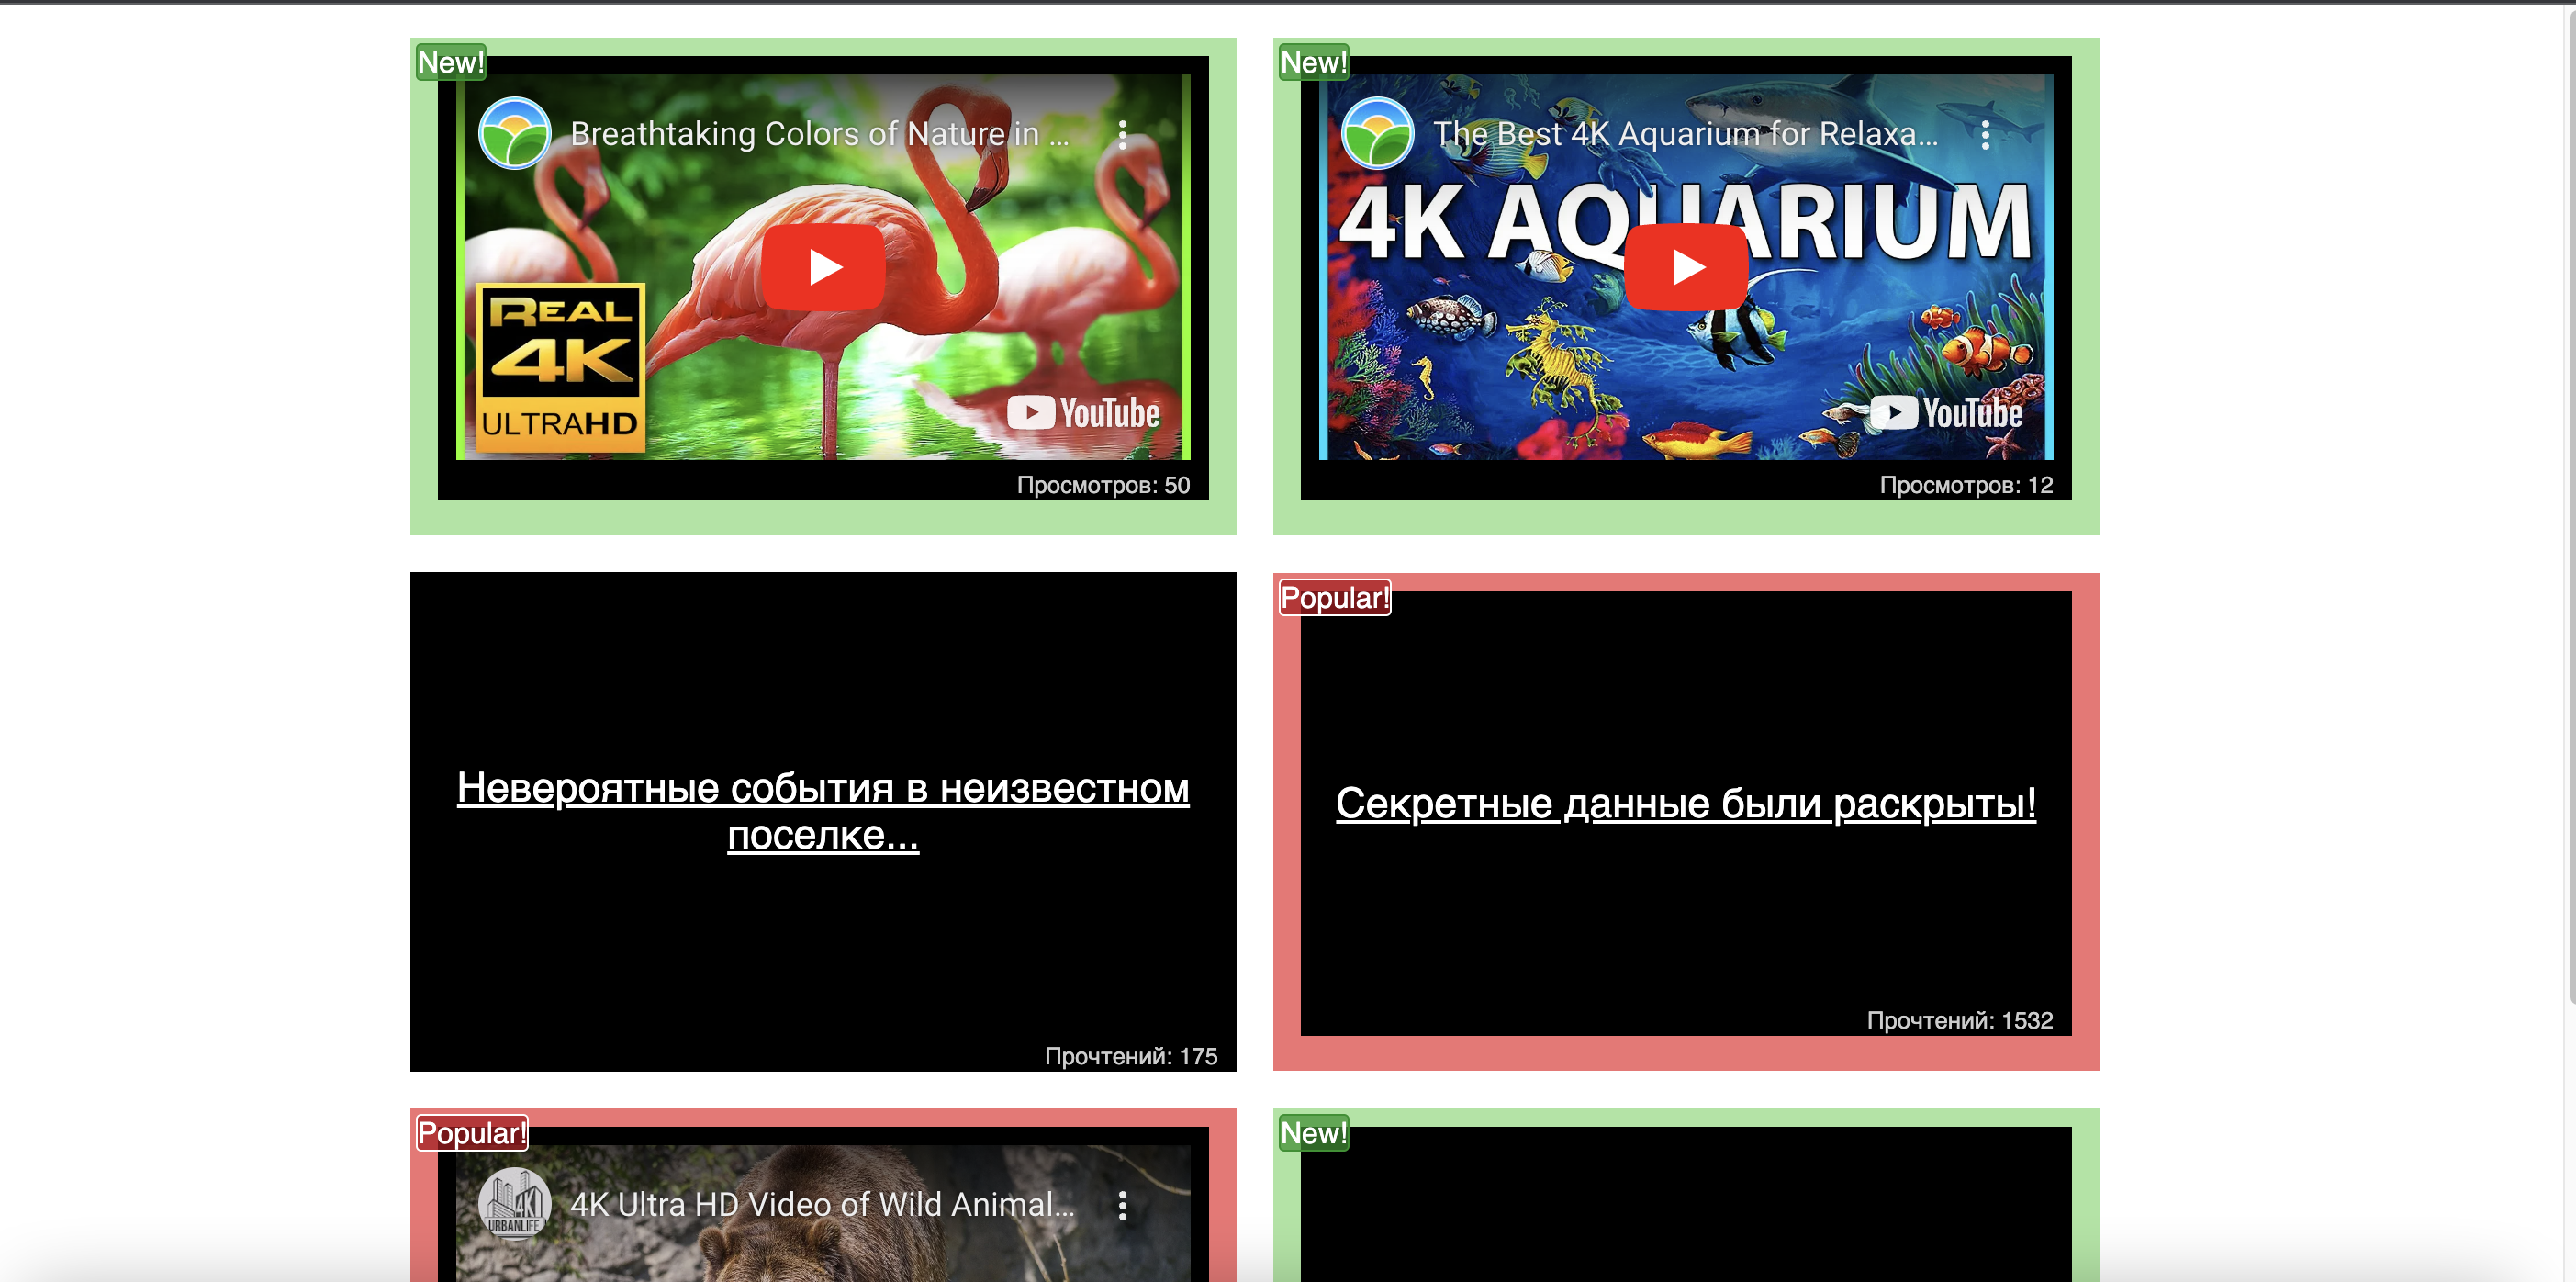 New!
Breathtaking Colors of Nature in ...
REAL
4K
ULTRAHD
YouTube
Просмотров: 50
New!
The Best 4K Aquarium for Relaxa...
4K AQUARIUM
YouTube
Просмотров: 12
Невероятные события в неизвестном
поселке...
Прочтений: 175
Popular!
Секретные данные были раскрыты!
Прочтений: 1532
Popular!
4K
URBANLIFE
4K Ultra HD Video of Wild Animal...
New!